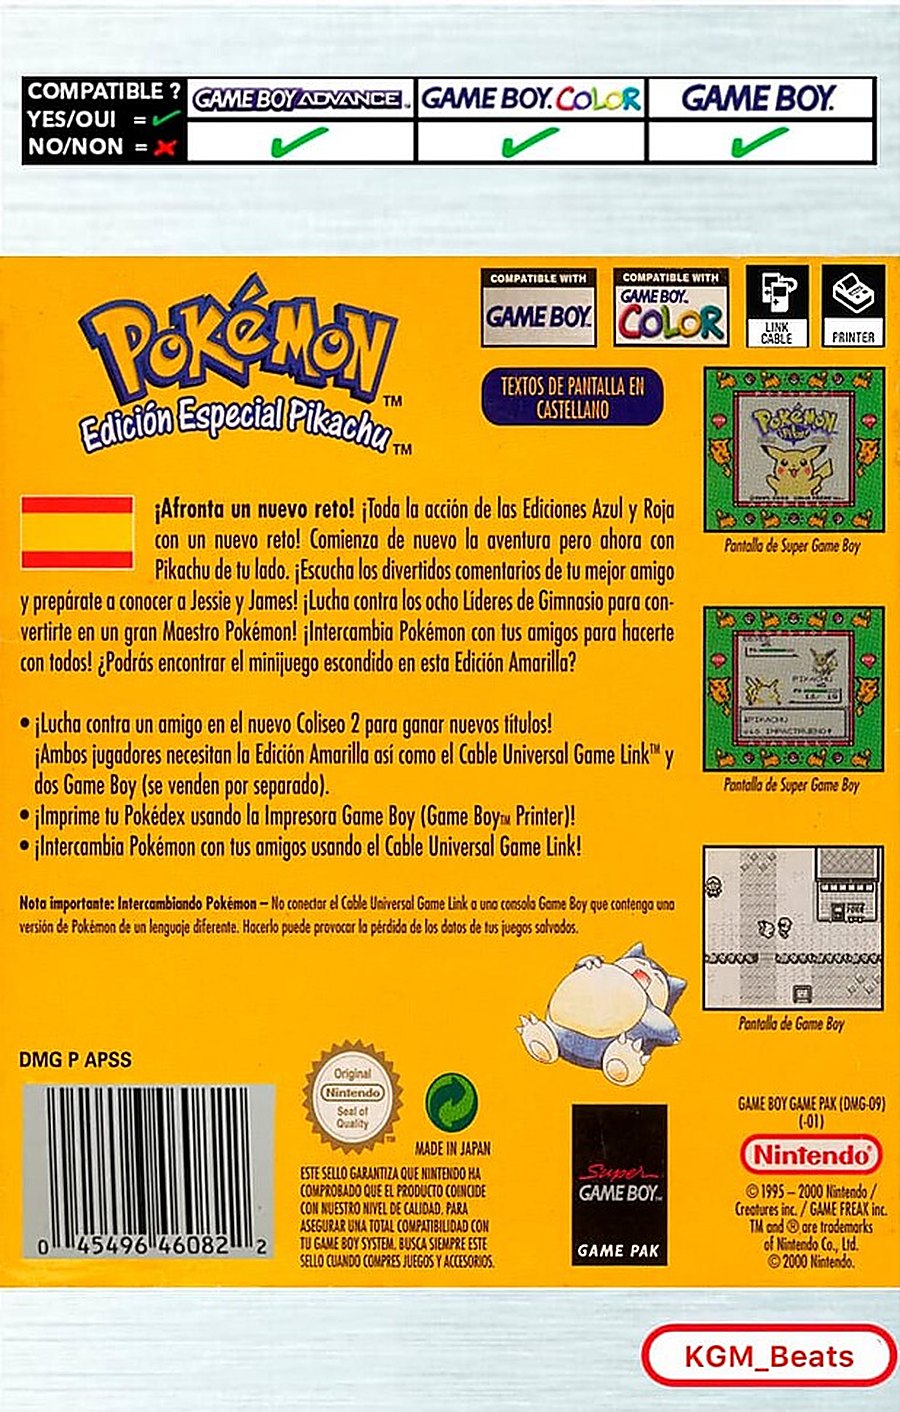 COMPATIBLE ?
YES/OUI =
NO/NON =
GAME BOY ADVANCE™
GAME BOY COLOR
GAME BOY™
POKéMON™
Edición Especial Pikachu™
COMPATIBLE WITH
GAME BOY™
COMPATIBLE WITH
GAME BOY™
COLOR
LINK
CABLE
PRINTER
TEXTOS DE PANTALLA EN
CASTELLANO
Pokémon
Pantalla de Super Game Boy
¡Afronta un nuevo reto! ¡Toda la acción de las Ediciones Azul y Roja
con un nuevo reto! Comienza de nuevo la aventura pero ahora con
Pikachu de tu lado. ¡Escucha los divertidos comentarios de tu mejor amigo
y prepárate a conocer a Jessie y James! ¡Lucha contra los ocho Líderes de Gimnasio para con-
vertirte en un gran Maestro Pokémon! ¡Intercambia Pokémon con tus amigos para hacerte
con todos! ¿Podrás encontrar el minijuego escondido en esta Edición Amarilla?
PIKACHU
PIKACHU
Pantalla de Super Game Boy
• ¡Lucha contra un amigo en el nuevo Coliseo 2 para ganar nuevos títulos!
¡Ambos jugadores necesitan la Edición Amarilla así como el Cable Universal Game Link™ y
dos Game Boy (se venden por separado).
• ¡Imprime tu Pokédex usando la Impresora Game Boy (Game Boy™ Printer)!
• ¡Intercambia Pokémon con tus amigos usando el Cable Universal Game Link!
Nota importante: Intercambiando Pokémon – No conectar el Cable Universal Game Link a una consola Game Boy que contenga una
versión de Pokémon de un lenguaje diferente. Hacerlo puede provocar la pérdida de los datos de tus juegos salvados.
POKé
Pantalla de Game Boy
DMG P APSS
0 45496 46082 2
Original
Nintendo
Seal of
Quality
™
MADE IN JAPAN
ESTE SELLO GARANTIZA QUE NINTENDO HA
COMPROBADO QUE EL PRODUCTO COINCIDE
CON NUESTRO NIVEL DE CALIDAD. PARA
ASEGURAR UNA TOTAL COMPATIBILIDAD CON
TU GAME BOY SYSTEM, BUSCA SIEMPRE ESTE
SELLO CUANDO COMPRES JUEGOS Y ACCESORIOS.
Super
GAME BOY™
GAME PAK
GAME BOY GAME PAK (DMG-09)
(-01)
Nintendo®
© 1995 – 2000 Nintendo /
Creatures inc. / GAME FREAK inc.
TM and ® are trademarks
of Nintendo Co., Ltd.
© 2000 Nintendo.
KGM_Beats